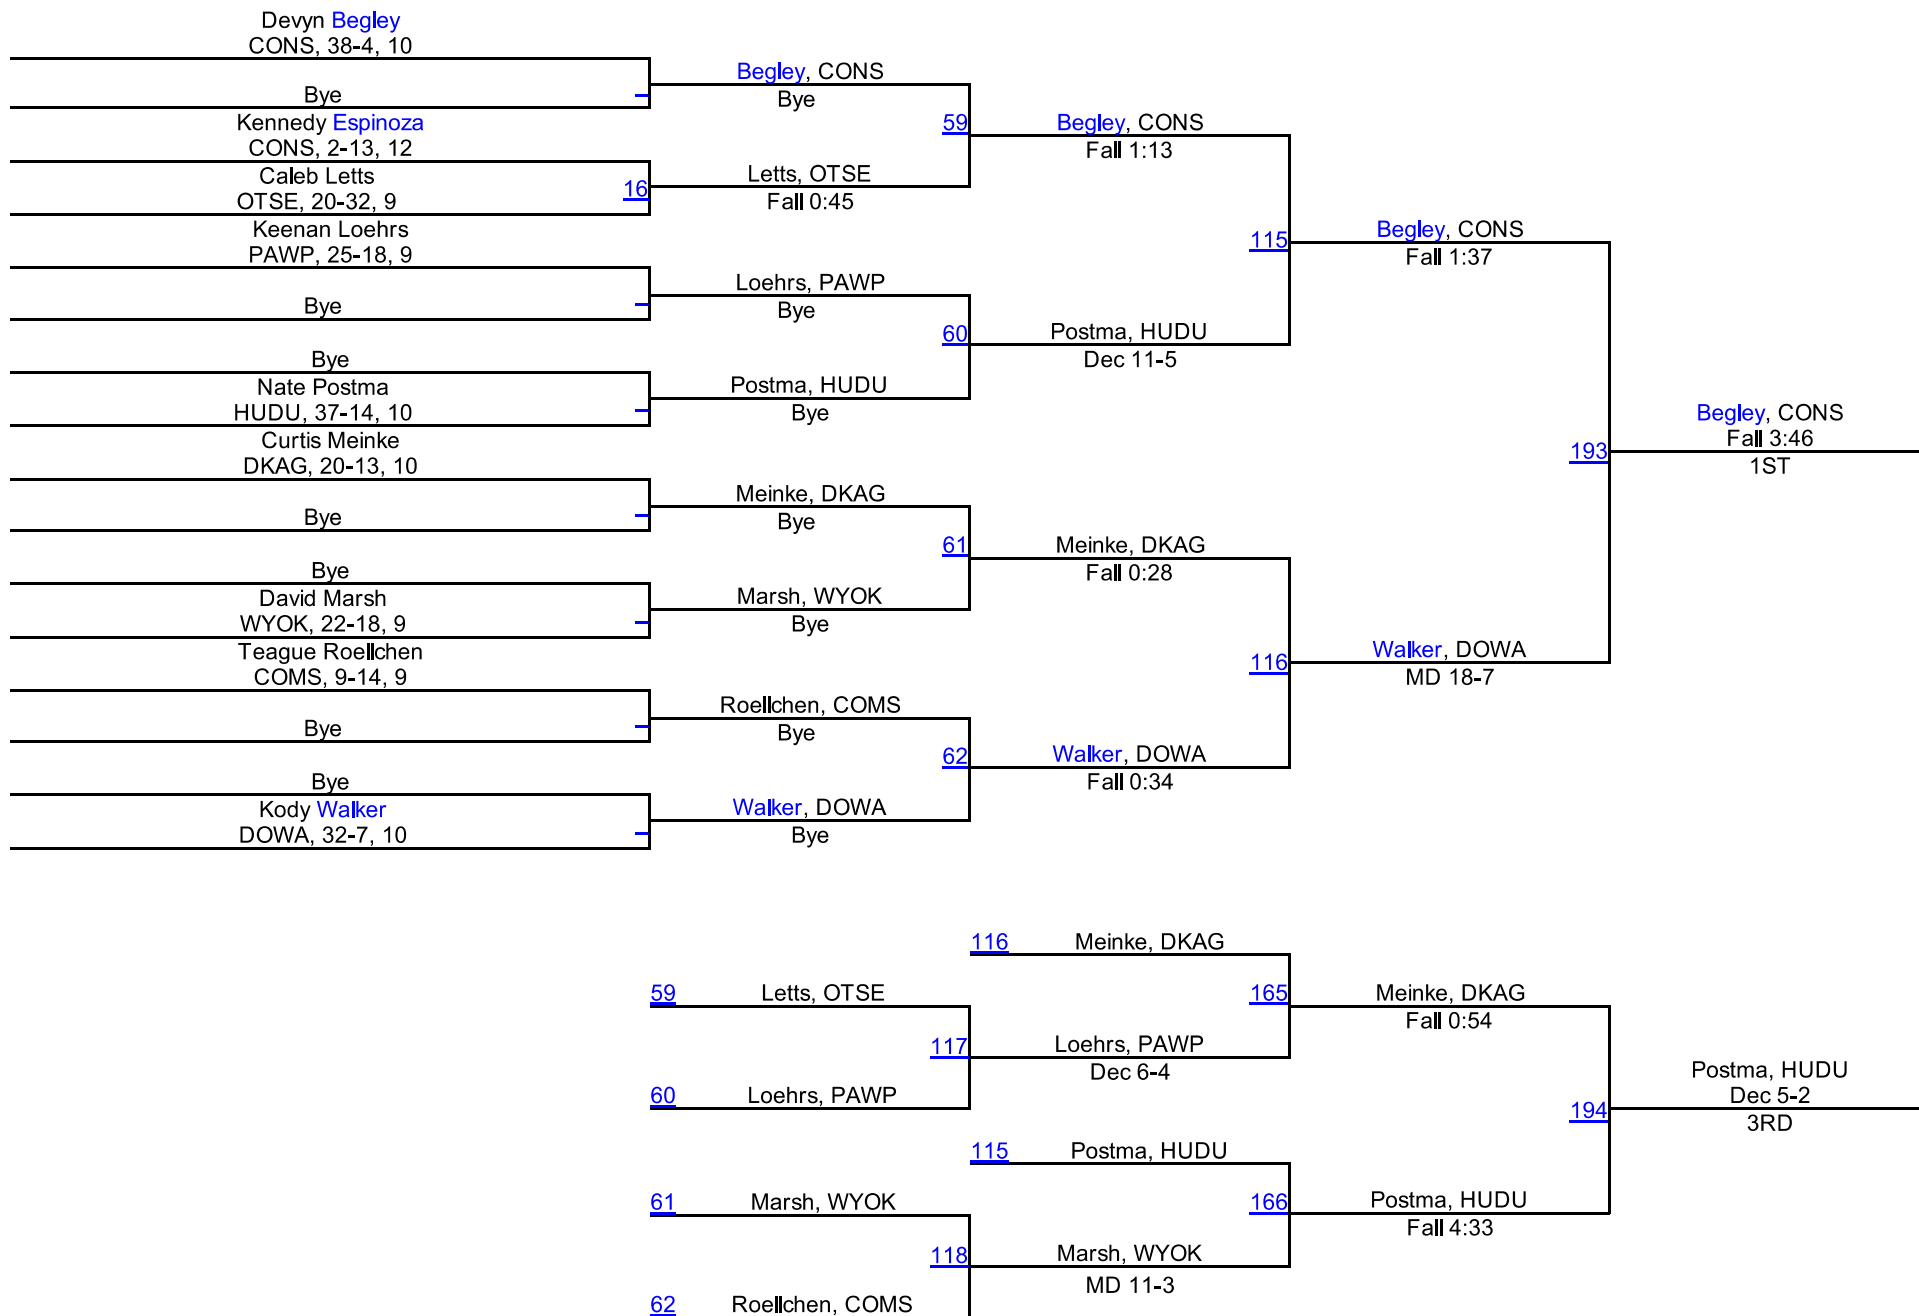 Devyn Begley
CONS, 38-4, 10
Bye
Kennedy Espinoza
CONS, 2-13, 12
Caleb Letts
OTSE, 20-32, 9
16
Keenan Loehrs
PAWP, 25-18, 9
Bye
Bye
Nate Postma
HUDU, 37-14, 10
Curtis Meinke
DKAG, 20-13, 10
Bye
Bye
David Marsh
WYOK, 22-18, 9
Teague Roellchen
COMS, 9-14, 9
Bye
Bye
Kody Walker
DOWA, 32-7, 10
Begley, CONS
Bye
59
Letts, OTSE
Fall 0:45
Loehrs, PAWP
Bye
60
Postma, HUDU
Bye
Meinke, DKAG
Bye
61
Marsh, WYOK
Bye
Roellchen, COMS
Bye
62
Walker, DOWA
Bye
Begley, CONS
Fall 1:13
115
Postma, HUDU
Dec 11-5
Meinke, DKAG
Fall 0:28
116
Walker, DOWA
Fall 0:34
Begley, CONS
Fall 1:37
193
Walker, DOWA
MD 18-7
Begley, CONS
Fall 3:46
1ST
116 Meinke, DKAG
59 Letts, OTSE
165
117
Loehrs, PAWP
Dec 6-4
60 Loehrs, PAWP
115 Postma, HUDU
61 Marsh, WYOK
166
118
Marsh, WYOK
MD 11-3
62 Roellchen, COMS
Meinke, DKAG
Fall 0:54
194
Postma, HUDU
Fall 4:33
Postma, HUDU
Dec 5-2
3RD